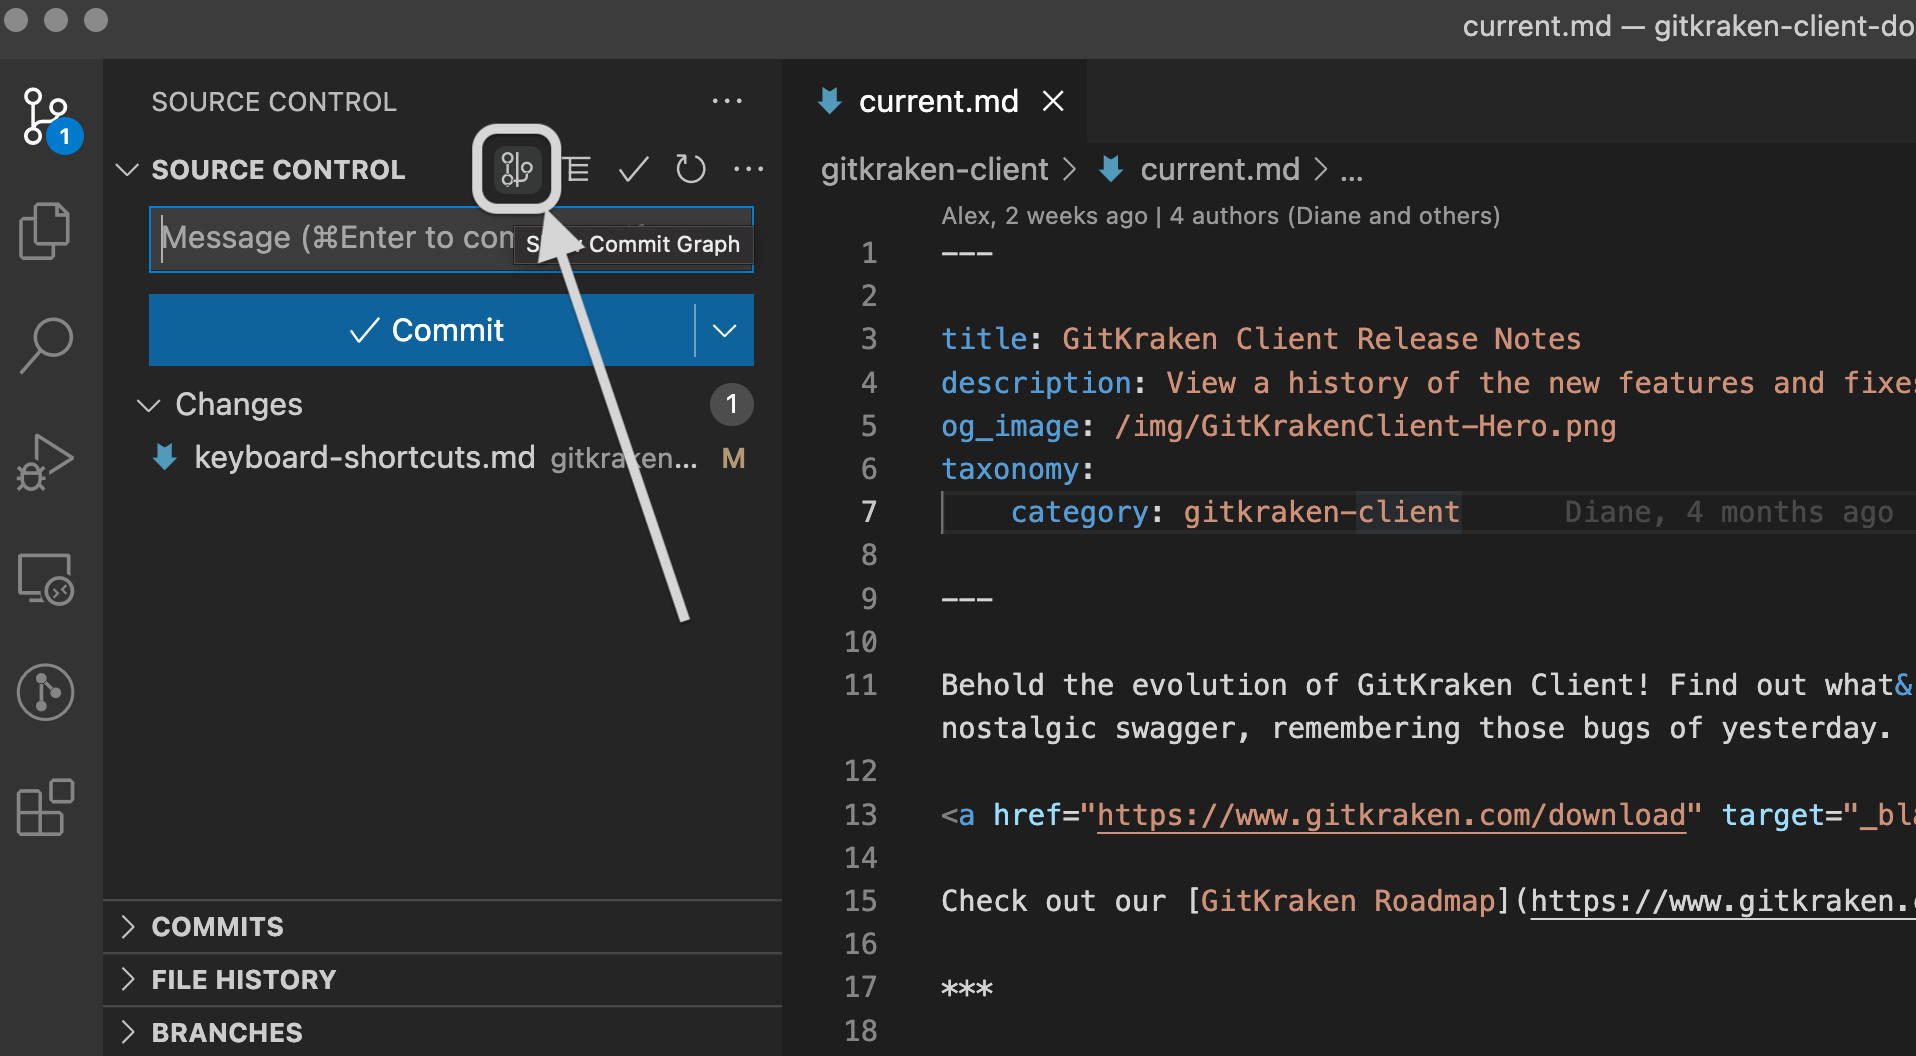 current.md — gitkraken-client-do
SOURCE CONTROL
SOURCE CONTROL
Message (⌘Enter to com
Commit Graph
Commit
Changes 1
keyboard-shortcuts.md gitkraken... M
COMMITS
FILE HISTORY
BRANCHES
1
current.md
gitkraken-client > current.md > ...
Alex, 2 weeks ago | 4 authors (Diane and others)
1 ---
2
3 title: GitKraken Client Release Notes
4 description: View a history of the new features and fixes
5 og_image: /img/GitKrakenClient-Hero.png
6 taxonomy:
7 category: gitkraken-client Diane, 4 months ago
8
9 ---
10
11 Behold the evolution of GitKraken Client! Find out what&
nostalgic swagger, remembering those bugs of yesterday.
12
13 <a href="https://www.gitkraken.com/download" target="_bla
14
15 Check out our [GitKraken Roadmap](https://www.gitkraken.
16
17 ***
18